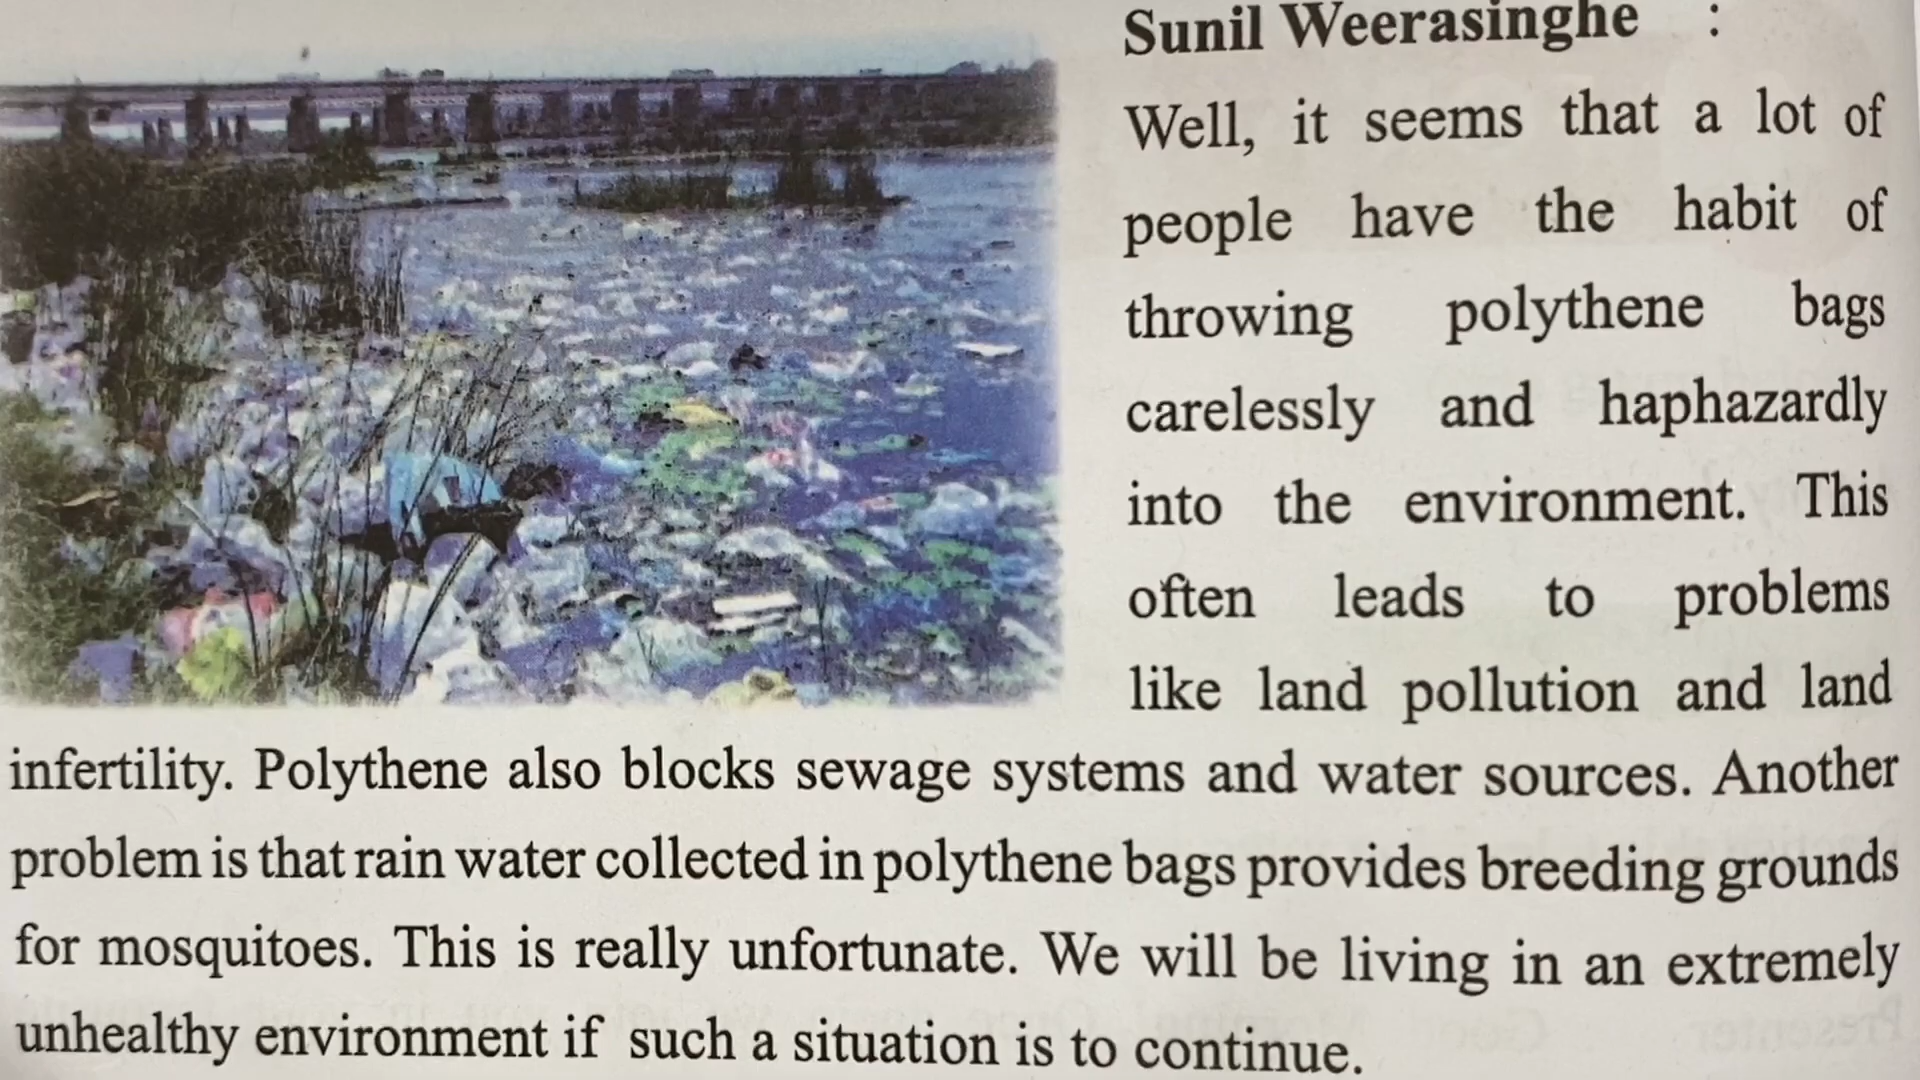 Sunil Weerasinghe :
Well, it seems that a lot of
people have the habit of
throwing polythene bags
carelessly and haphazardly
into the environment. This
often leads to problems
like land pollution and land
infertility. Polythene also blocks sewage systems and water sources. Another
problem is that rain water collected in polythene bags provides breeding grounds
for mosquitoes. This is really unfortunate. We will be living in an extremely
unhealthy environment if such a situation is to continue.